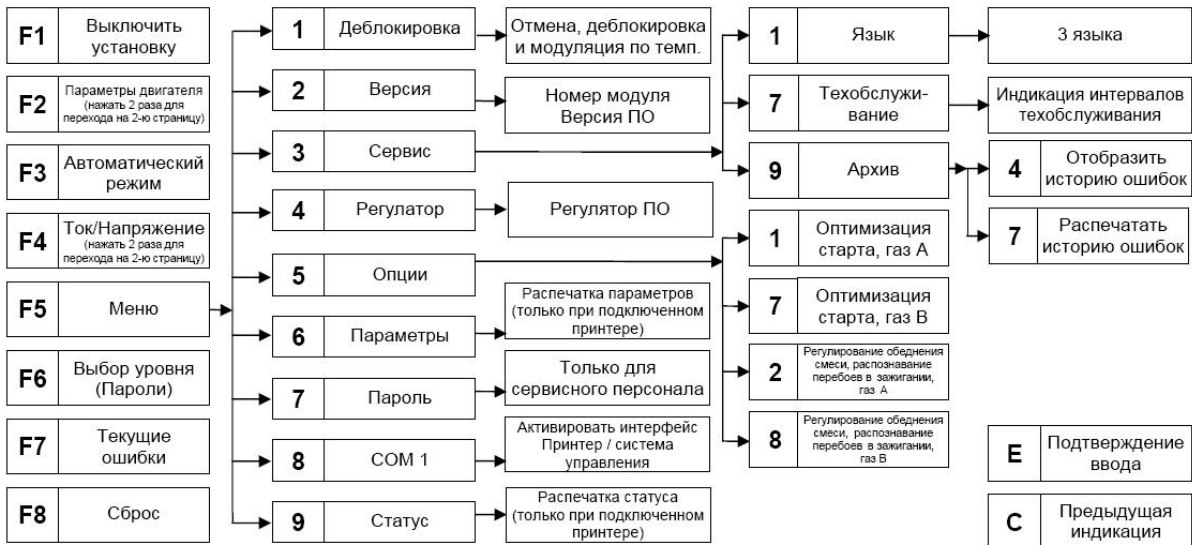 F1
Выключить
установку
F2
Параметры двигателя
(нажать 2 раза для
перехода на 2-ю страницу)
F3
Автоматический
режим
F4
Ток/Напряжение
(нажать 2 раза для
перехода на 2-ю страницу)
F5
Меню
F6
Выбор уровня
(Пароли)
F7
Текущие
ошибки
F8
Сброс
1
Деблокировка
2
Версия
3
Сервис
4
Регулатор
5
Опции
6
Параметры
7
Пароль
8
COM 1
9
Статус
Отмена, деблокировка
и модуляция по темп.
Номер модуля
Версия ПО
Регулятор ПО
Распечатка параметров
(только при подключенном
принтере)
Только для
сервисного персонала
Активировать интерфейс
Принтер / система
управления
Распечатка статуса
(только при подключенном
принтере)
1
Язык
7
Техобслужи-
вание
9
Архив
1
Оптимизация
старта, газ A
7
Оптимизация
старта, газ B
2
Регулирование обеднения
смеси, распознавание
перебоев в зажигании,
газ A
8
Регулирование обеднения
смеси, распознавание
перебоев в зажигании,
газ B
3 языка
Индикация интервалов
техобслуживания
4
Отобразить
историю ошибок
7
Распечатать
историю ошибок
E
Подтверждение
ввода
C
Предыдущая
индикация